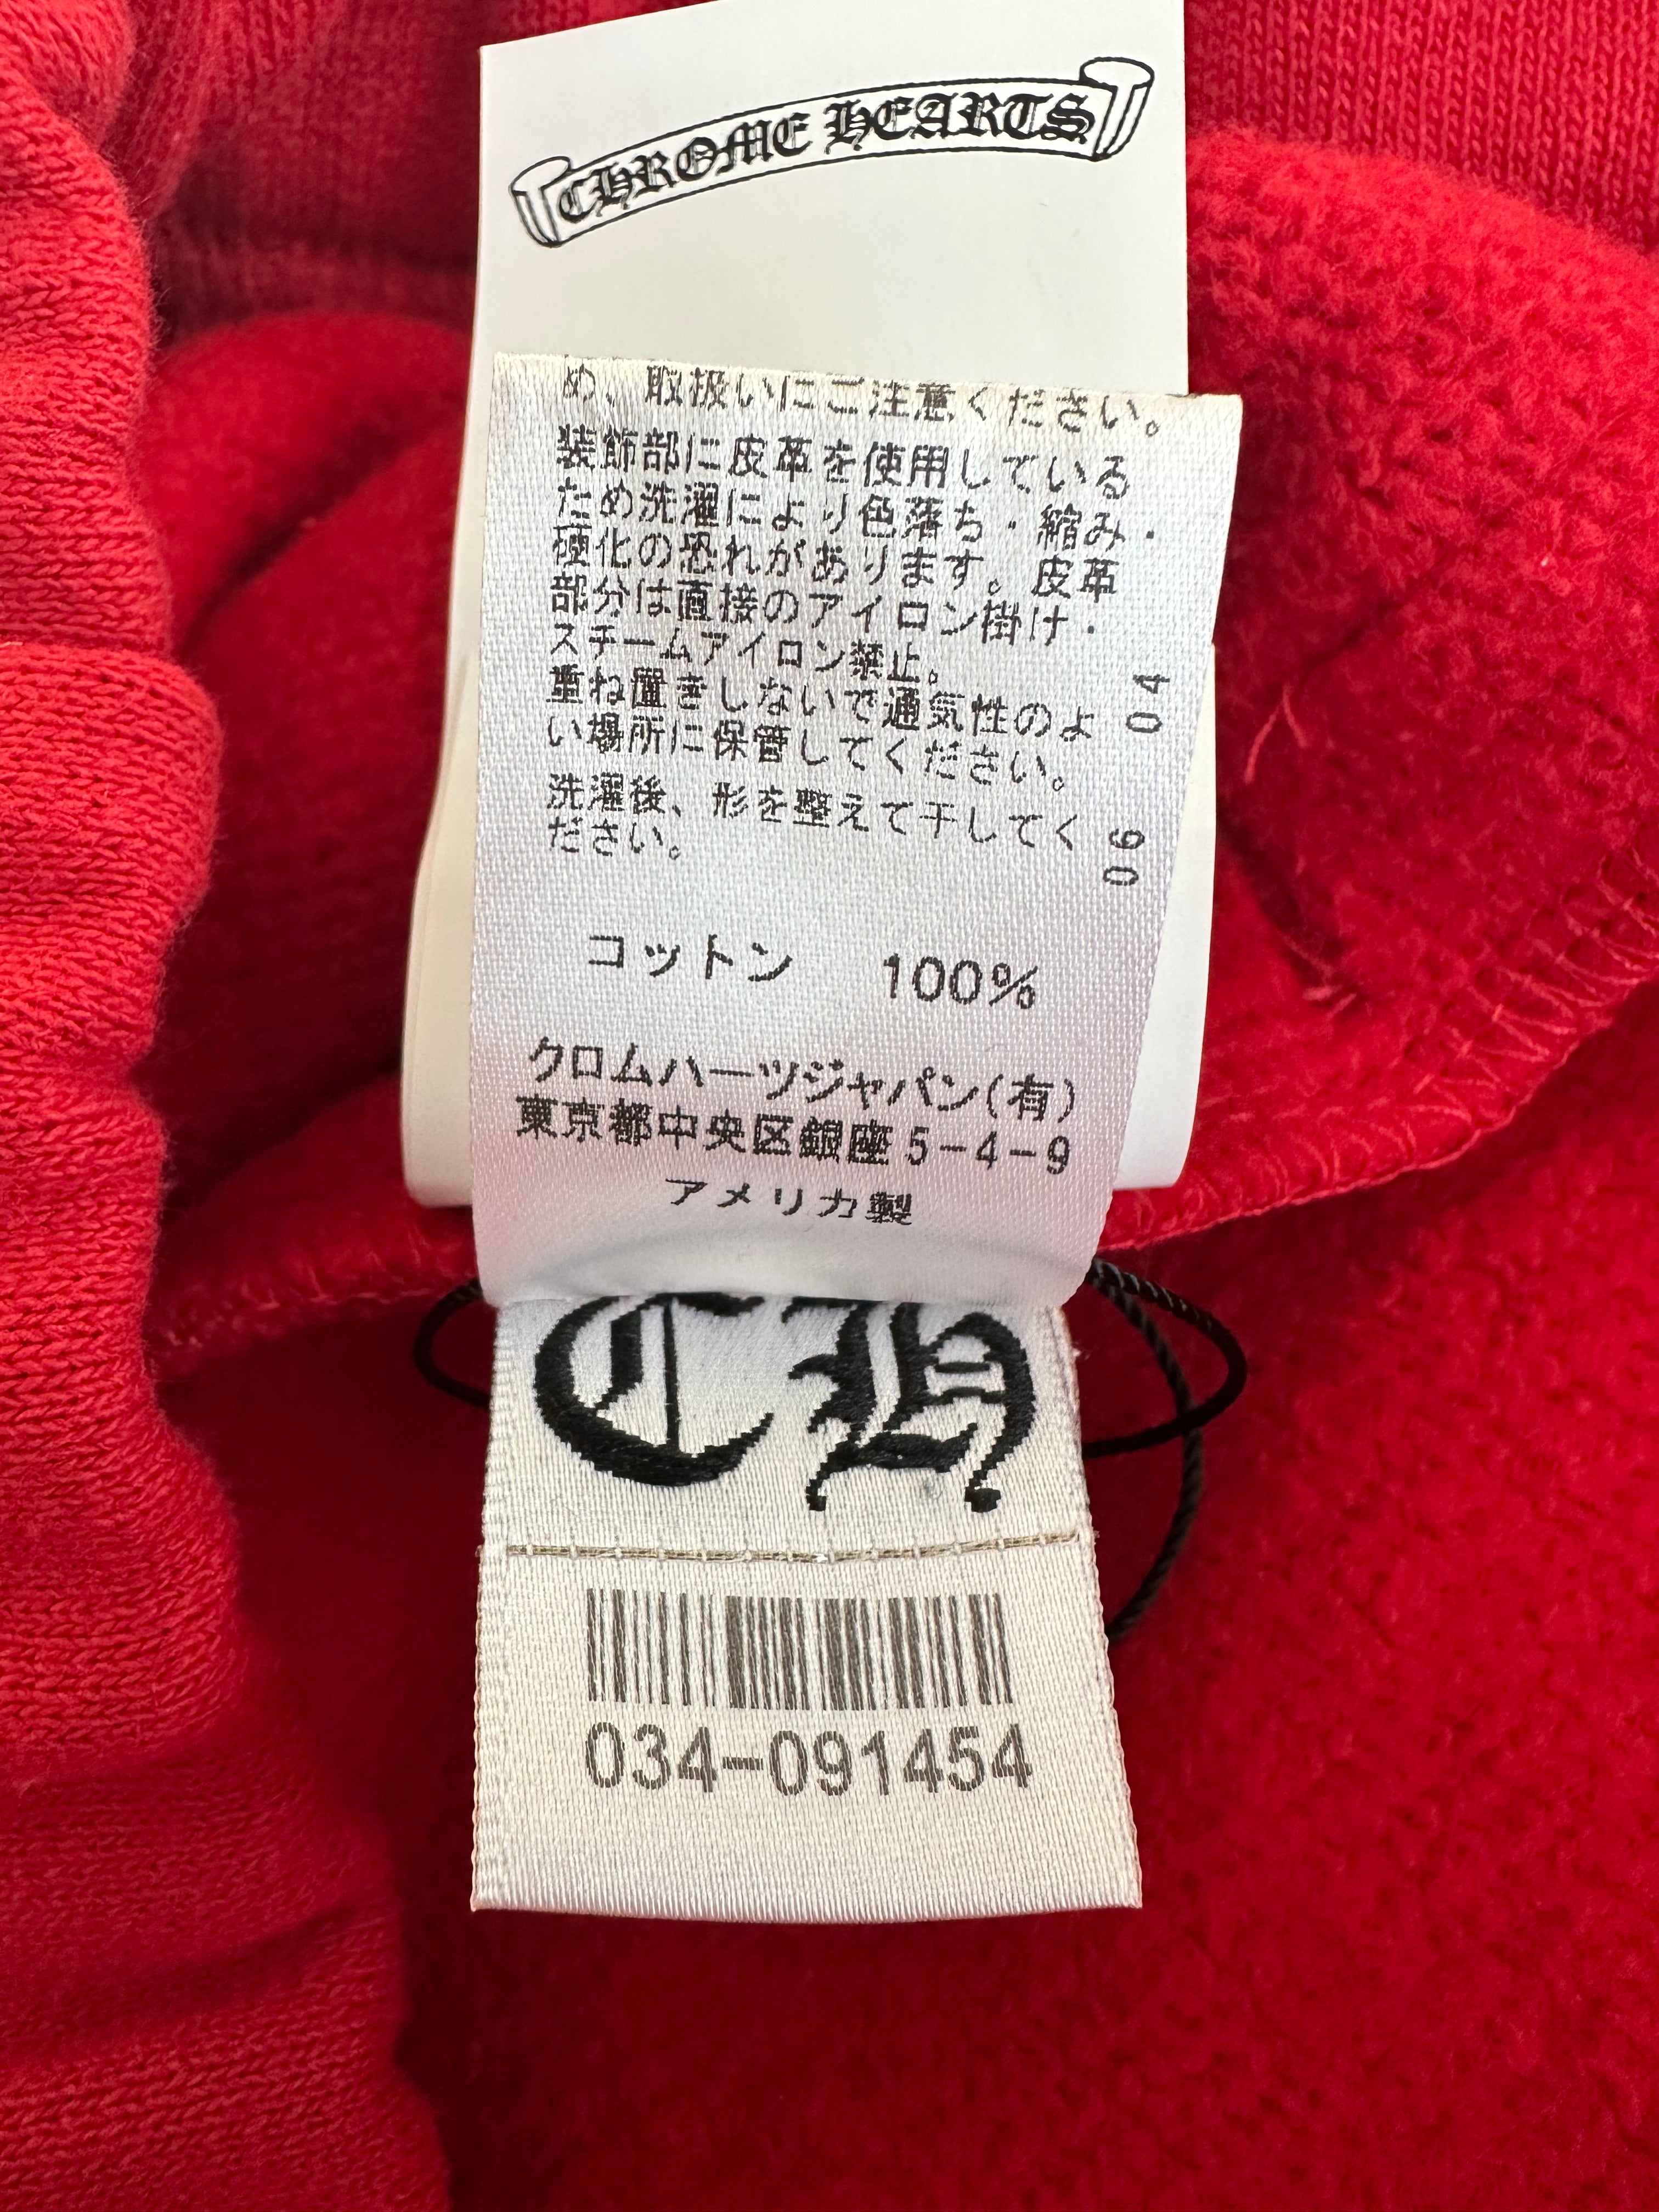 CHROME HEARTS
め、取扱いにご注意ください。
装飾部に皮革を使用している
ため洗濯により色落ち・縮み・
硬化の恐れがあります。皮革
部分は直接のアイロン掛け・
スチームアイロン禁止。
重ね置きしないで通気性のよ
い場所に保管してください。
洗濯後、形を整えて干してく
ださい。
06 04
コットン 100%
クロムハーツジャパン(有)
東京都中央区銀座5-4-9
アメリカ製
CH
034-091454